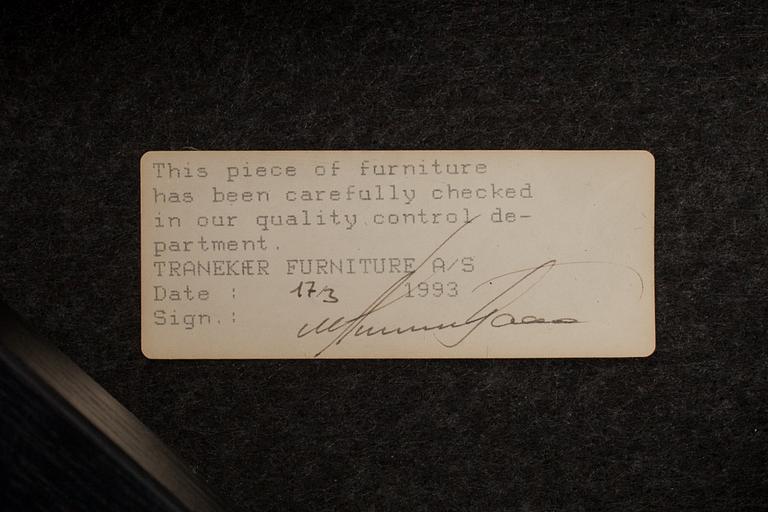 This piece of furniture
has been carefully checked
in our quality control de-
partment.
TRANEKÆR FURNITURE A/S
Date : 17/3 1993
Sign.: